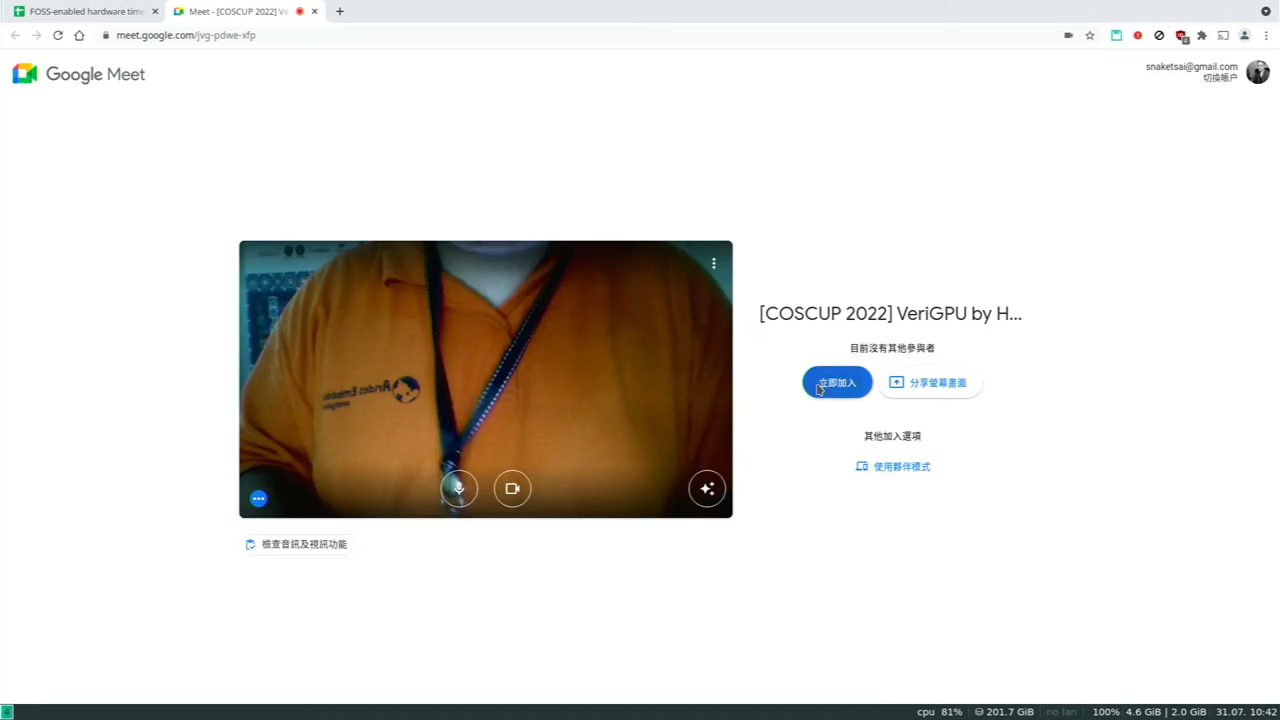 FOSS-enabled hardware time
Meet - [COSCUP 2022] Ve
meet.google.com/jvg-pdwe-xfp
Google Meet
snaketsai@gmail.com
切換帳戶
[COSCUP 2022] VeriGPU by H...
目前沒有其他參與者
立即加入
分享螢幕畫面
其他加入選項
使用夥伴模式
檢查音訊及視訊功能
4
cpu 81% 201.7 GiB no lan 100% 4.6 GiB | 2.0 GiB 31.07. 10:42